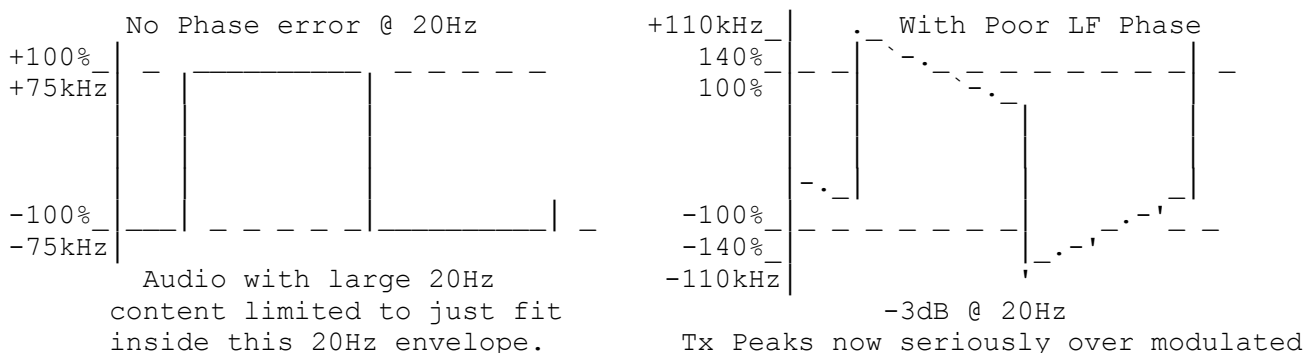 No Phase error @ 20Hz
+100%
+75kHz
-100%
-75kHz
Audio with large 20Hz
content limited to just fit
inside this 20Hz envelope.
+110kHz
With Poor LF Phase
140%
100%
-100%
-140%
-110kHz
-3dB @ 20Hz
Tx Peaks now seriously over modulated